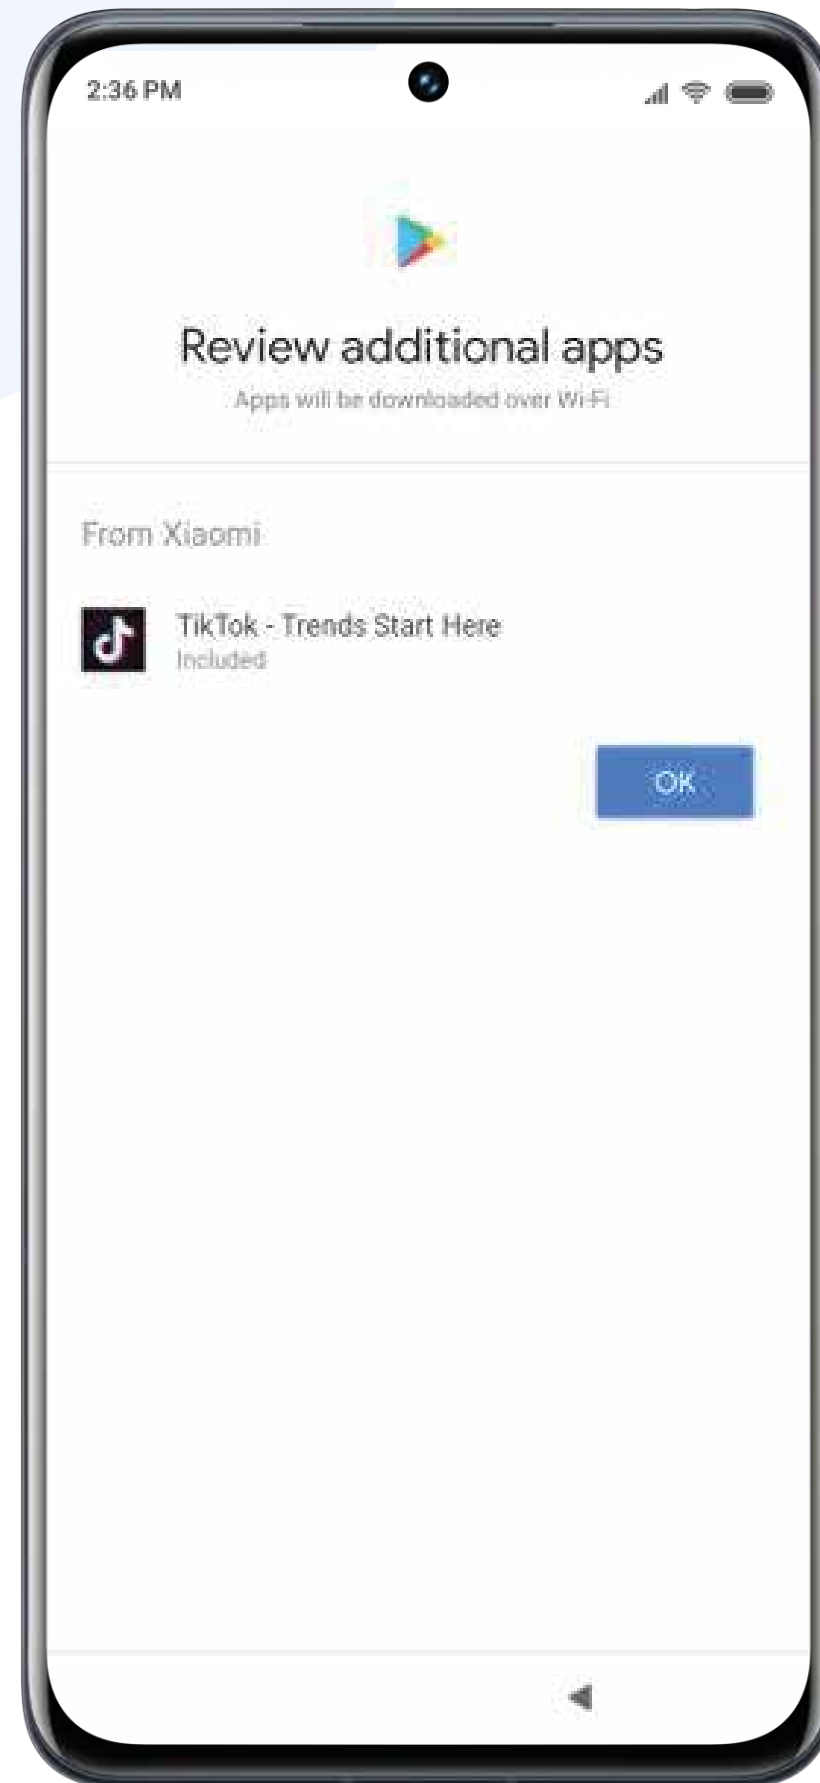 2:36 PM
Review additional apps
Apps will be downloaded over Wi-Fi
From Xiaomi
TikTok - Trends Start Here
Included
OK